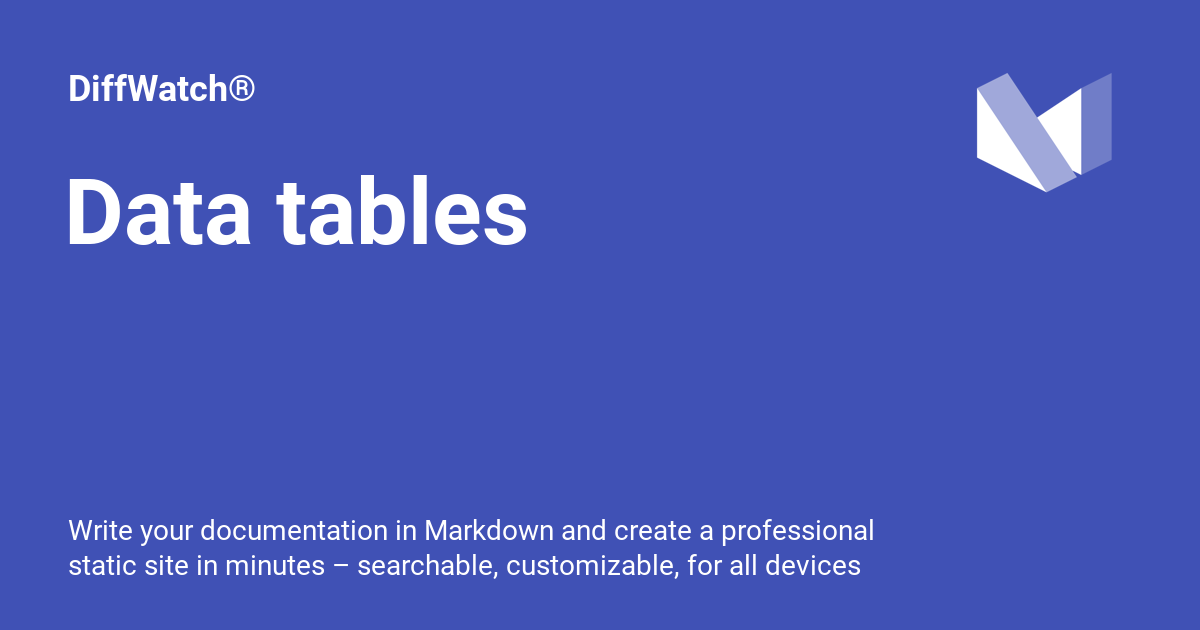 DiffWatch®
Data tables
Write your documentation in Markdown and create a professional
static site in minutes – searchable, customizable, for all devices